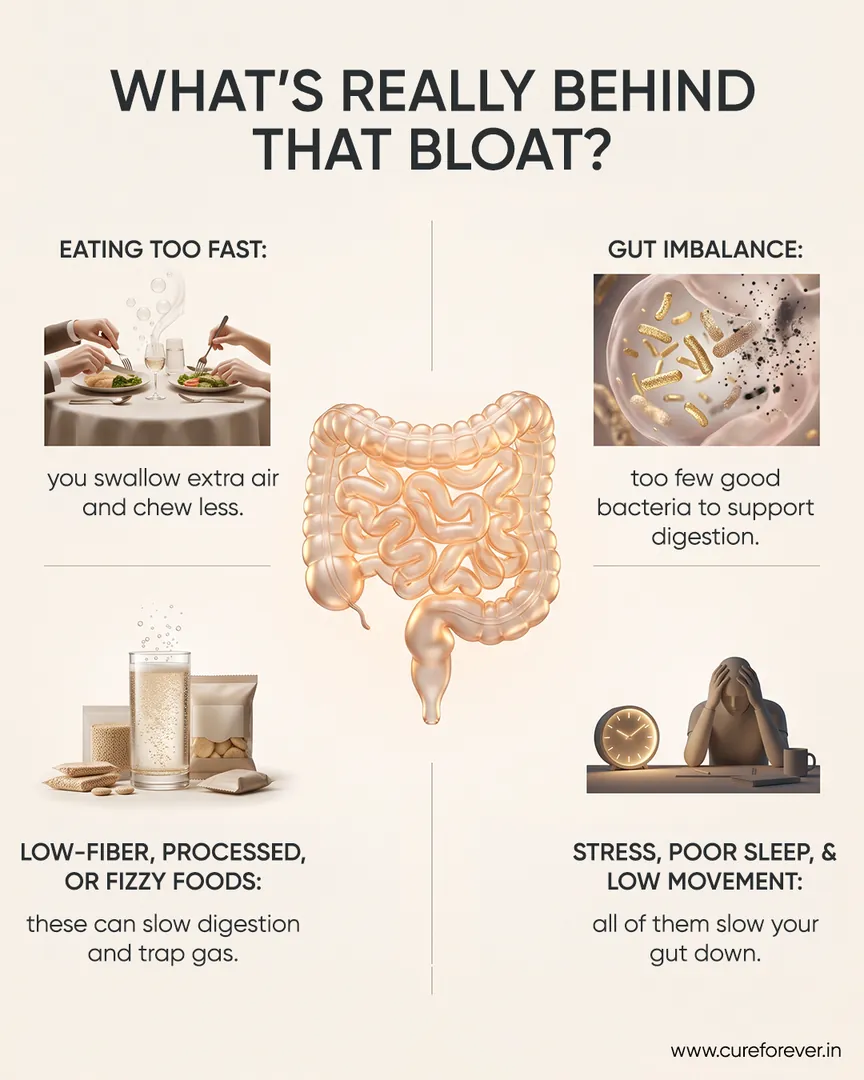 WHAT'S REALLY BEHIND
THAT BLOAT?
EATING TOO FAST:
you swallow extra air
and chew less.
GUT IMBALANCE:
too few good
bacteria to support
digestion.
LOW-FIBER, PROCESSED,
OR FIZZY FOODS:
these can slow digestion
and trap gas.
STRESS, POOR SLEEP, &
LOW MOVEMENT:
all of them slow your
gut down.
www.cureforever.in